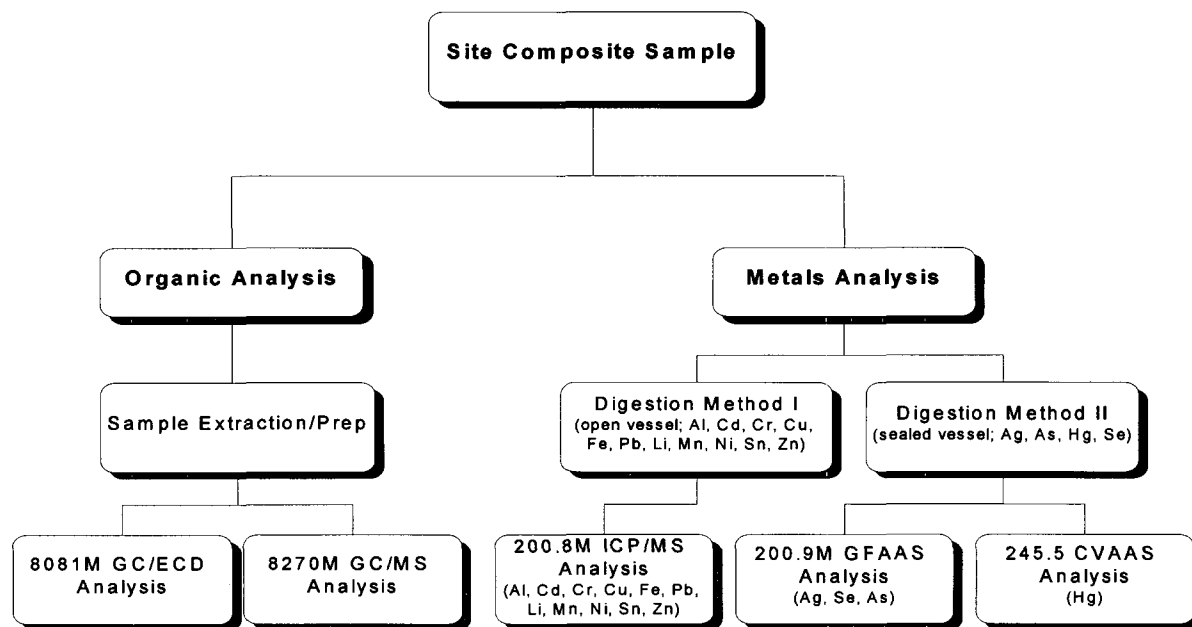 Site Composite Sample
Organic Analysis
Metals Analysis
Sample Extraction/Prep
Digestion Method I
(open vessel; Al, Cd, Cr, Cu,
Fe, Pb, Li, Mn, Ni, Sn, Zn)
Digestion Method II
(sealed vessel; Ag, As, Hg, Se)
8081M GC/ECD
Analysis
8270M GC/MS
Analysis
200.8M ICP/MS
Analysis
(Al, Cd, Cr, Cu, Fe, Pb,
Li, Mn, Ni, Sn, Zn)
200.9M GFAAS
Analysis
(Ag, Se, As)
245.5 CVAAS
Analysis
(Hg)